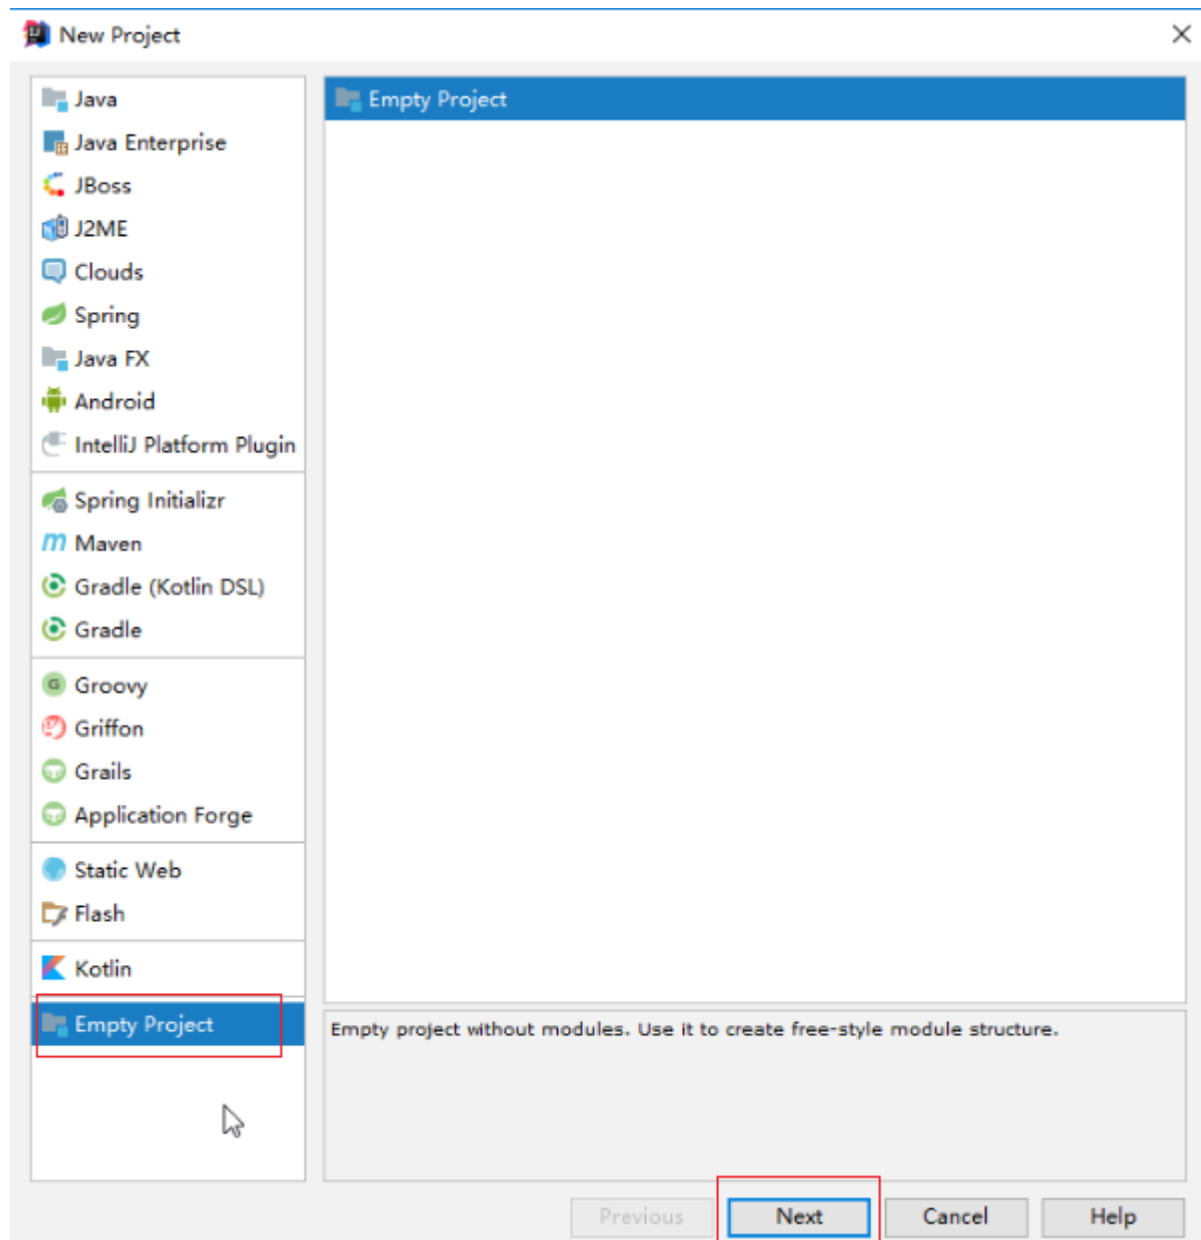 New Project
Java
Java Enterprise
JBoss
J2ME
Clouds
Spring
Java FX
Android
IntelliJ Platform Plugin
Spring Initializr
Maven
Gradle (Kotlin DSL)
Gradle
Groovy
Griffon
Grails
Application Forge
Static Web
Flash
Kotlin
Empty Project
Empty Project
Empty project without modules. Use it to create free-style module structure.
Previous
Next
Cancel
Help